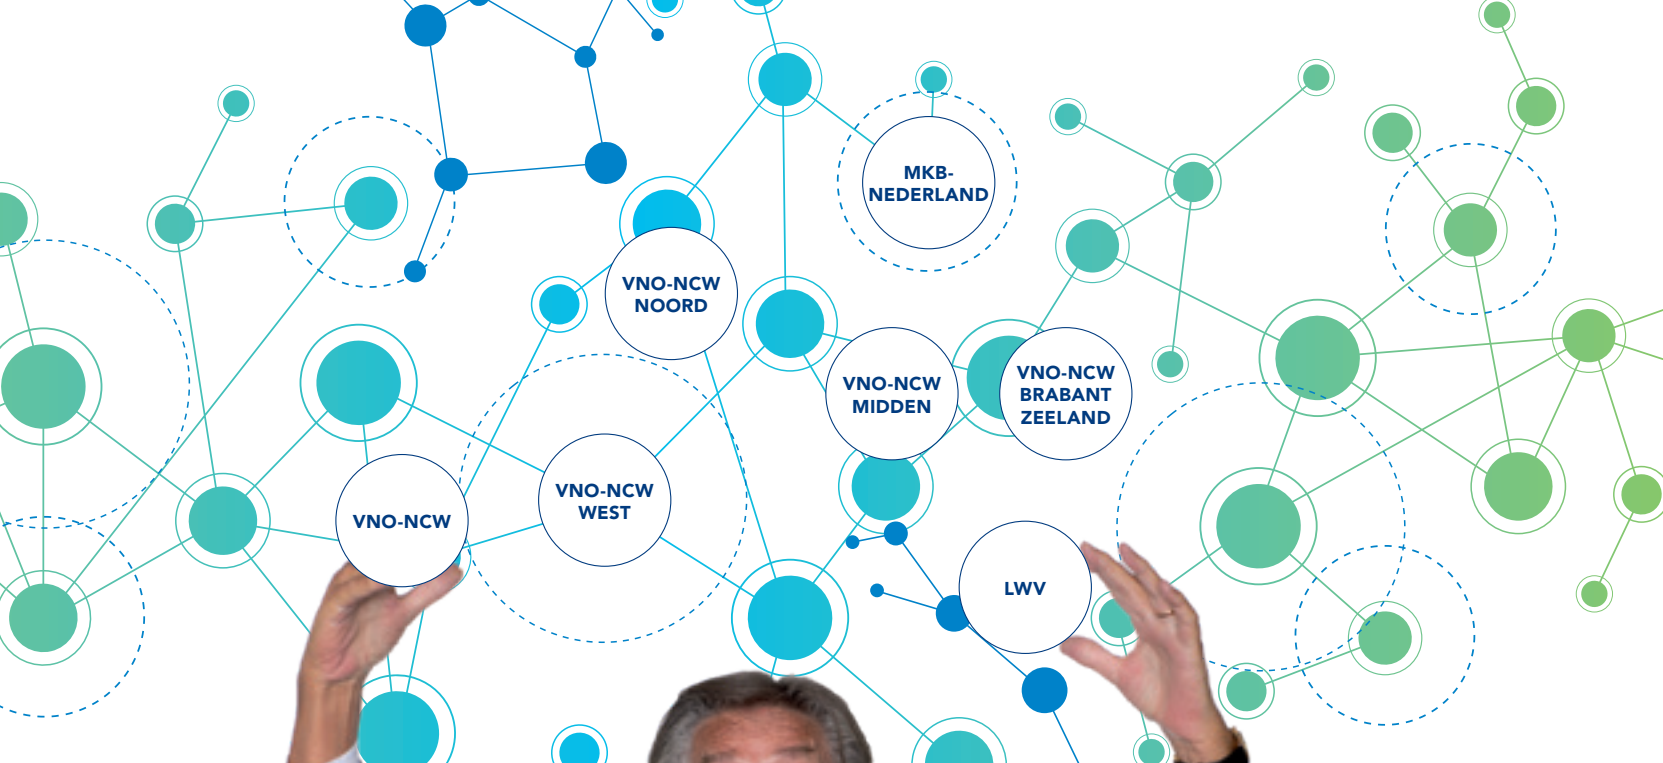 MKB-
NEDERLAND
VNO-NCW
NOORD
VNO-NCW
MIDDEN
VNO-NCW
BRABANT
ZEELAND
VNO-NCW
WEST
VNO-NCW
LWV